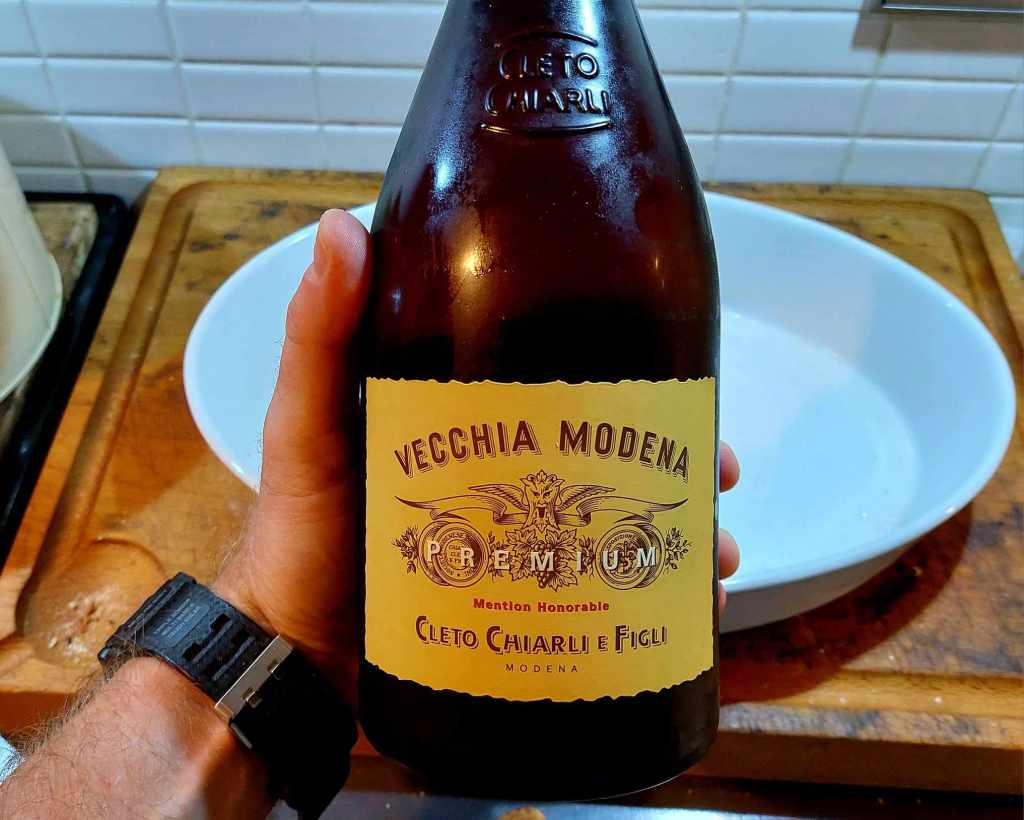 CLETO
CHIARLI
VECCHIA MODENA
PREMIUM
Mention Honorable
CLETO CHIARLI E FIGLI
MODENA